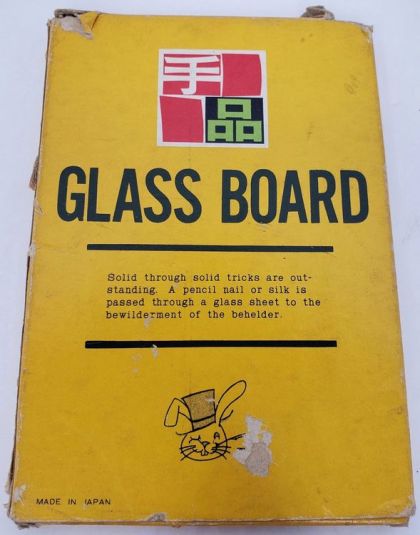 手
品
GLASS BOARD
Solid through solid tricks are out-
standing. A pencil nail or silk is
passed through a glass sheet to the
bewilderment of the behelder.
MADE IN JAPAN